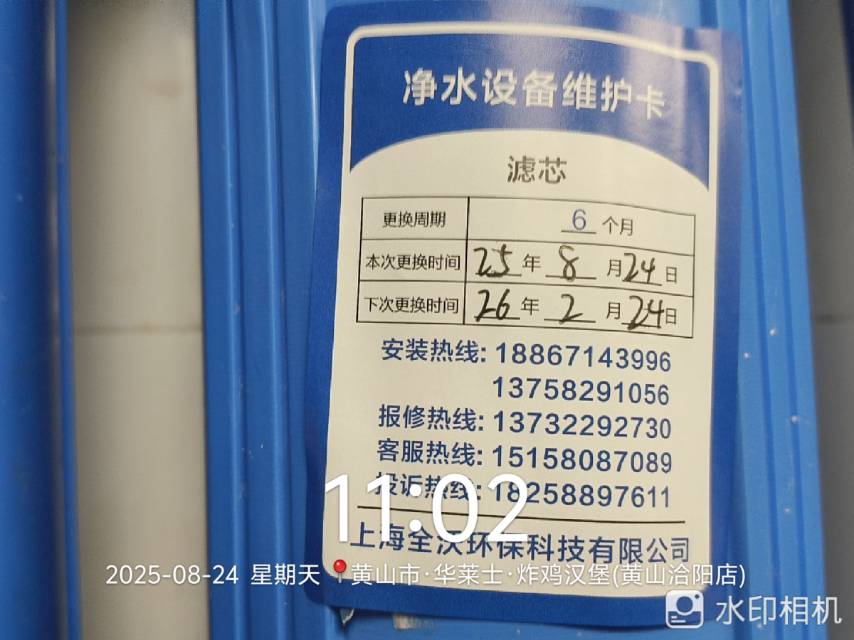 净水设备维护卡
滤芯
更换周期 6 个月
本次更换时间 25 年 8 月 24 日
下次更换时间 26 年 2 月 24 日
安装热线: 18867143996
13758291056
报修热线: 13732292730
客服热线: 15158087089
投诉热线: 18258897611
11:02
上海全汉环保科技有限公司
2025-08-24 星期天 黄山市·华莱士·炸鸡汉堡(黄山洽阳店)
水印相机